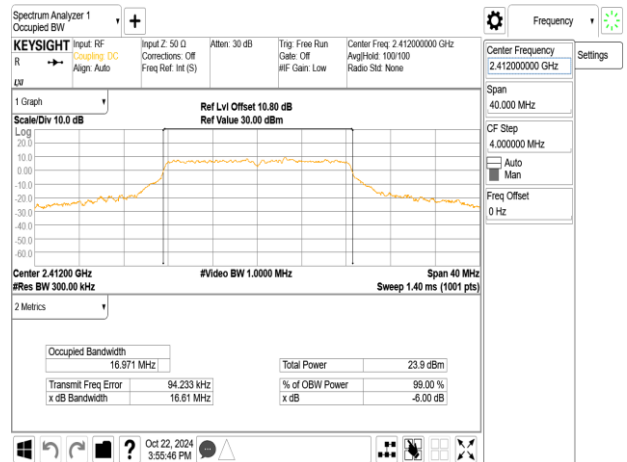 Spectrum Analyzer 1
Occupied BW
Frequency
KEYSIGHT
R
LXI
Input: RF
Coupling: DC
Align: Auto
Input Z: 50 Ω
Corrections: Off
Freq Ref: Int (S)
Atten: 30 dB
Trig: Free Run
Gate: Off
#IF Gain: Low
Center Freq: 2.412000000 GHz
Avg|Hold: 100/100
Radio Std: None
Center Frequency
2.412000000 GHz
Settings
Span
40.000 MHz
CF Step
4.000000 MHz
Auto
Man
Freq Offset
0 Hz
1 Graph
Scale/Div 10.0 dB
Ref Lvl Offset 10.80 dB
Ref Value 30.00 dBm
Log
20.0
10.0
0.00
-10.0
-20.0
-30.0
-40.0
-50.0
-60.0
Center 2.41200 GHz
#Res BW 300.00 kHz
#Video BW 1.0000 MHz
Span 40 MHz
Sweep 1.40 ms (1001 pts)
2 Metrics
Occupied Bandwidth
16.971 MHz
Total Power 23.9 dBm
Transmit Freq Error 94.233 kHz
% of OBW Power 99.00 %
x dB Bandwidth 16.61 MHz
x dB -6.00 dB
?
Oct 22, 2024
3:55:46 PM